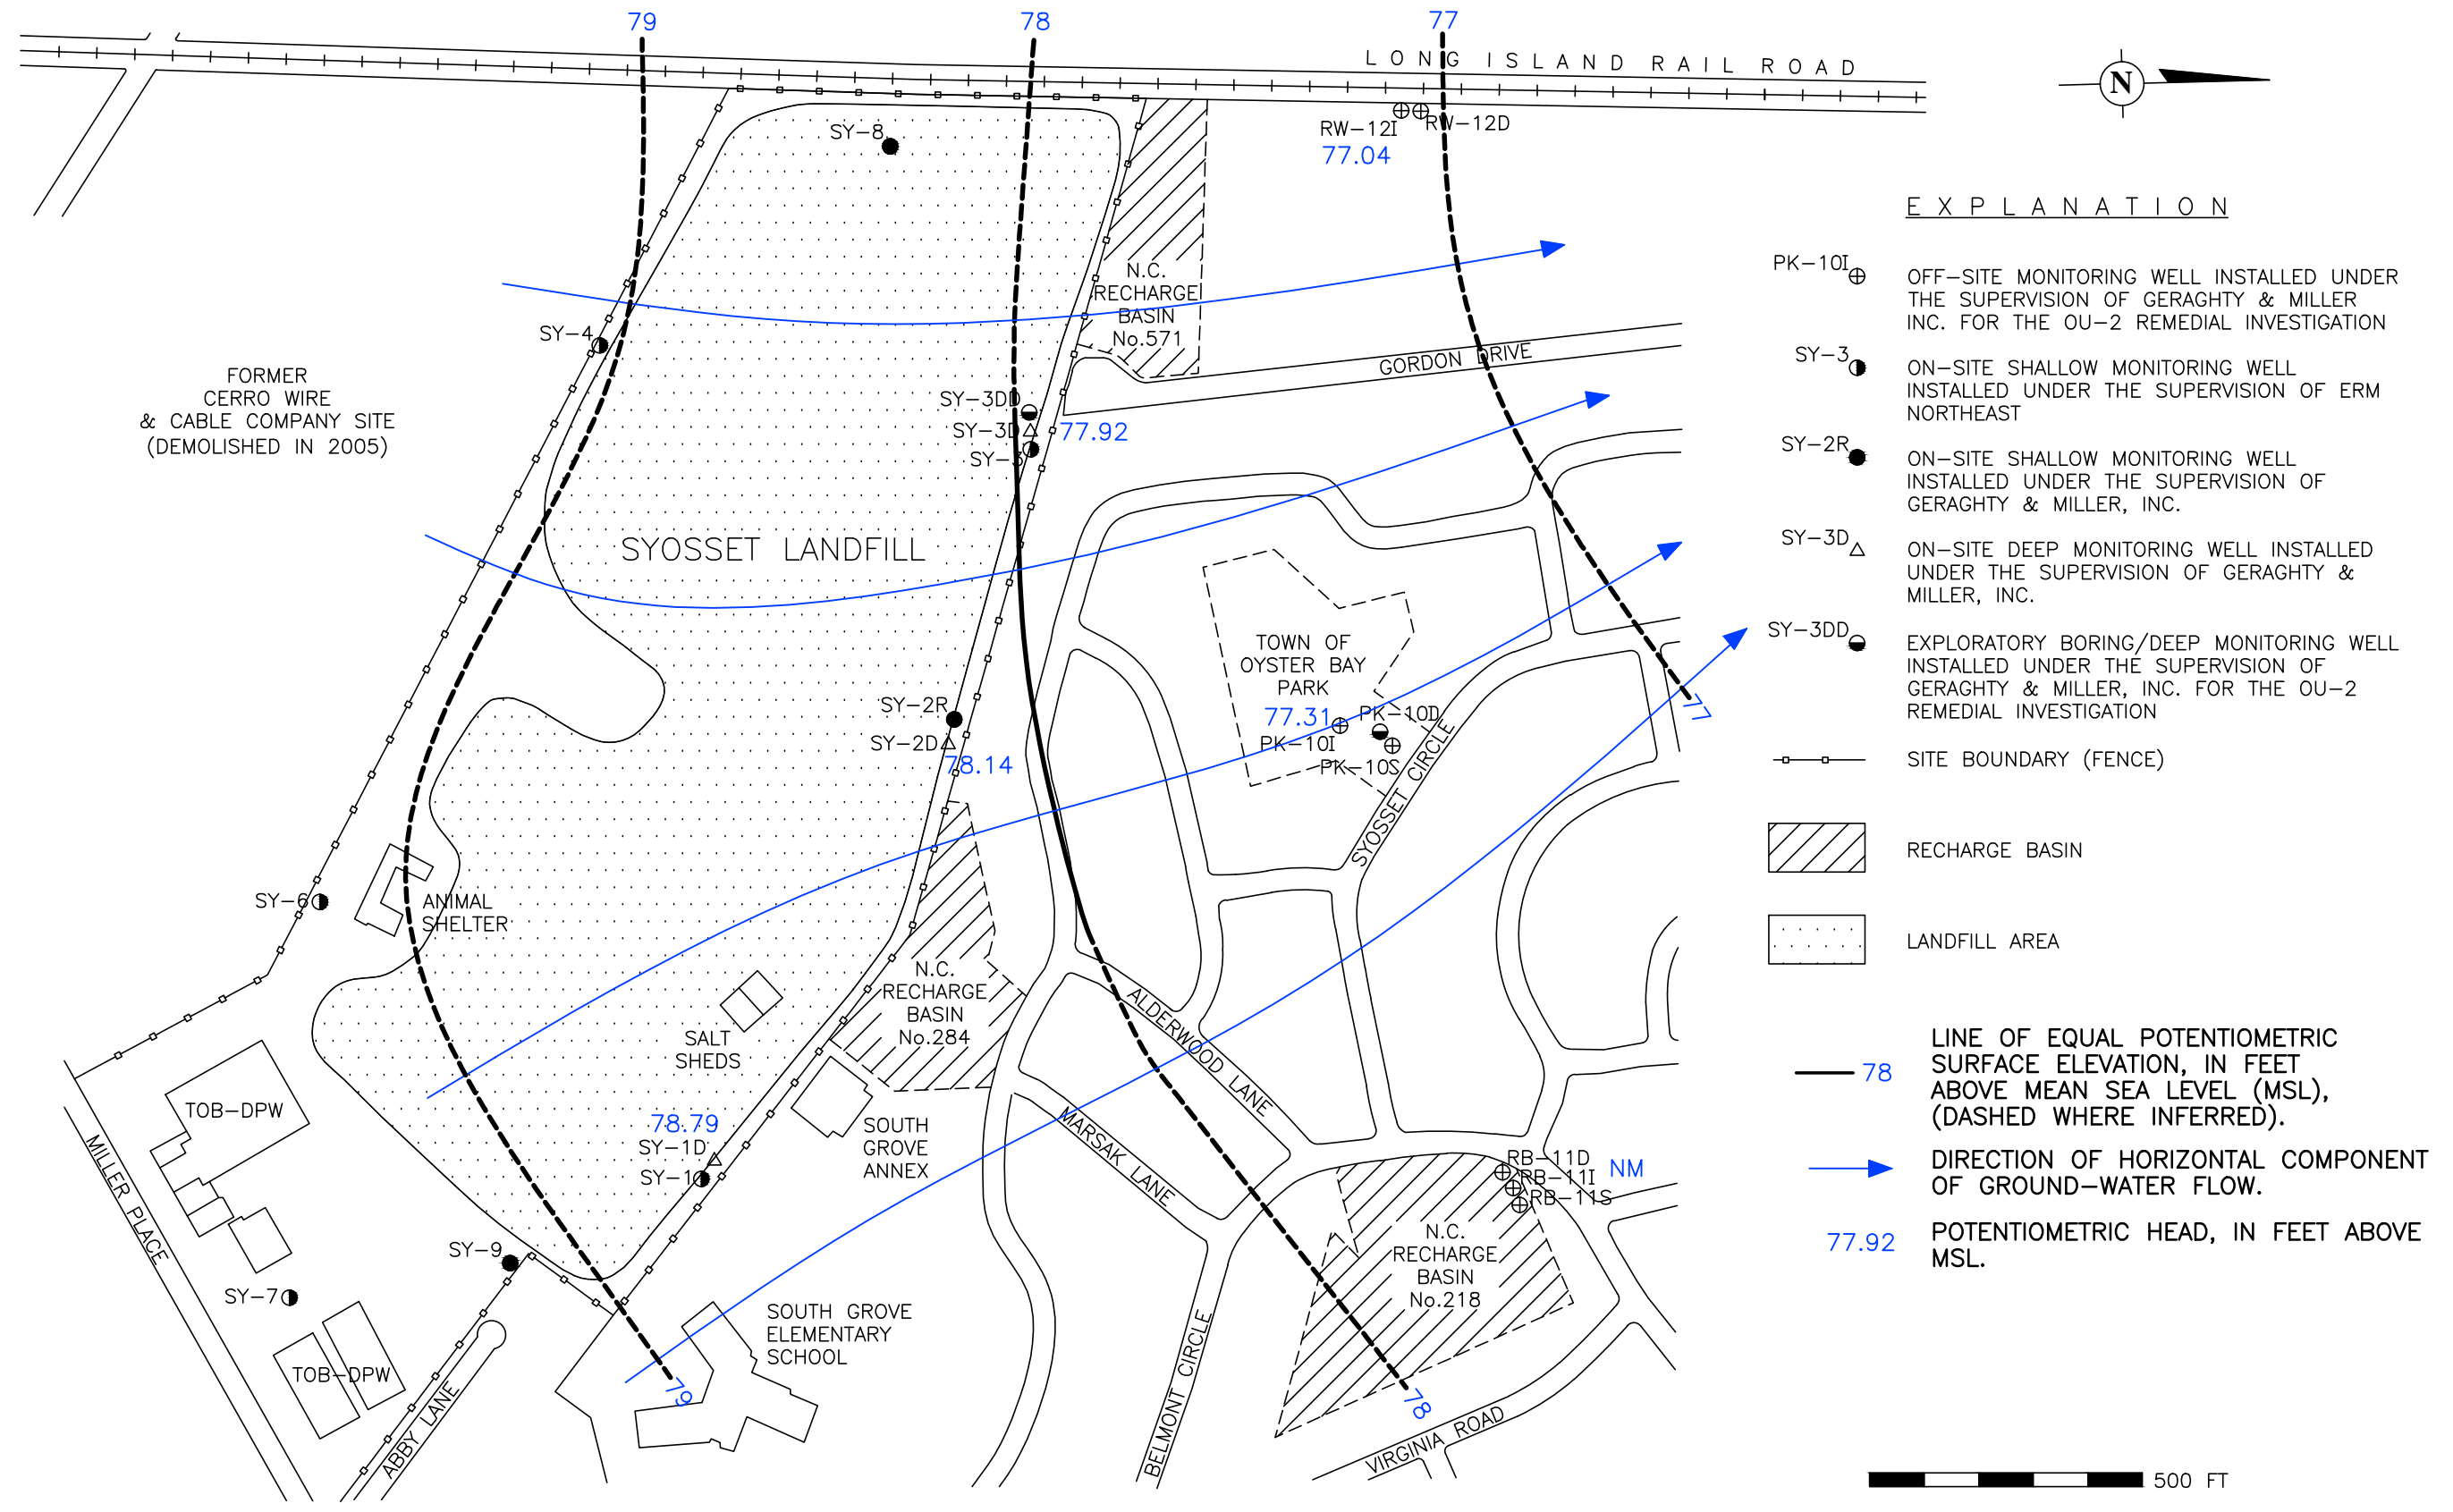 79
78
77
LONG ISLAND RAIL ROAD
N
SY-8
RW-12I
RW-12D
77.04
EXPLANATION
PK-10I
OFF-SITE MONITORING WELL INSTALLED UNDER
THE SUPERVISION OF GERAGHTY & MILLER
INC. FOR THE OU-2 REMEDIAL INVESTIGATION
SY-3
ON-SITE SHALLOW MONITORING WELL
INSTALLED UNDER THE SUPERVISION OF ERM
NORTHEAST
SY-2R
ON-SITE SHALLOW MONITORING WELL
INSTALLED UNDER THE SUPERVISION OF
GERAGHTY & MILLER, INC.
SY-3D
ON-SITE DEEP MONITORING WELL INSTALLED
UNDER THE SUPERVISION OF GERAGHTY &
MILLER, INC.
SY-3DD
EXPLORATORY BORING/DEEP MONITORING WELL
INSTALLED UNDER THE SUPERVISION OF
GERAGHTY & MILLER, INC. FOR THE OU-2
REMEDIAL INVESTIGATION
SITE BOUNDARY (FENCE)
RECHARGE BASIN
LANDFILL AREA
78
LINE OF EQUAL POTENTIOMETRIC
SURFACE ELEVATION, IN FEET
ABOVE MEAN SEA LEVEL (MSL),
(DASHED WHERE INFERRED).
DIRECTION OF HORIZONTAL COMPONENT
OF GROUND-WATER FLOW.
77.92
POTENTIOMETRIC HEAD, IN FEET ABOVE
MSL.
500 FT
N.C.
RECHARGE
BASIN
No.571
GORDON DRIVE
SY-4
FORMER
CERRO WIRE
& CABLE COMPANY SITE
(DEMOLISHED IN 2005)
SY-3DD
SY-3D
77.92
SY-3
SYOSSET LANDFILL
TOWN OF
OYSTER BAY
PARK
77.31
PK-10D
PK-10I
PK-10S
77
SY-2R
SY-2D
78.14
SYOSSET CIRCLE
SY-6
ANIMAL
SHELTER
N.C.
RECHARGE
BASIN
No.284
SALT
SHEDS
ALDERWOOD LANE
TOB-DPW
MILLER PLACE
78.79
SY-1D
SY-1
SOUTH
GROVE
ANNEX
MARSAK LANE
RB-11D
RB-11I
RB-11S
NM
SY-9
SY-7
N.C.
RECHARGE
BASIN
No.218
SOUTH GROVE
ELEMENTARY
SCHOOL
TOB-DPW
ABBY LANE
79
BELMONT CIRCLE
78
VIRGINIA ROAD